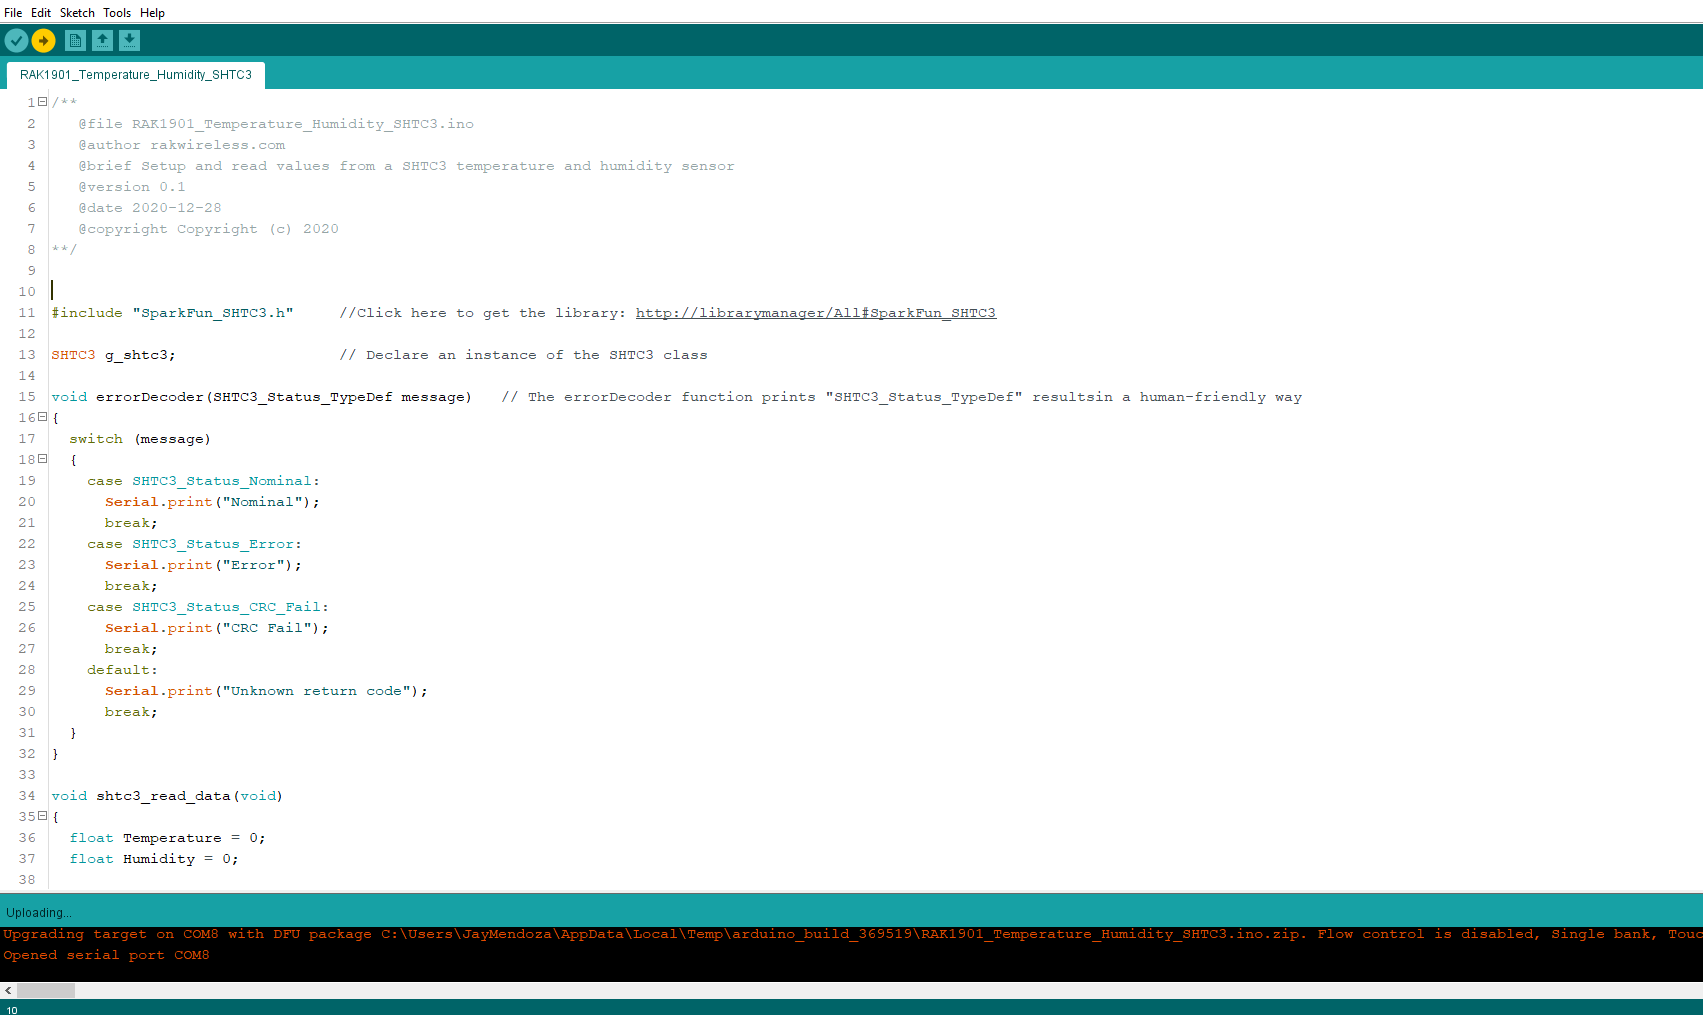 File Edit Sketch Tools Help
RAK1901_Temperature_Humidity_SHTC3
1 /**
2 @file RAK1901_Temperature_Humidity_SHTC3.ino
3 @author rakwireless.com
4 @brief Setup and read values from a SHTC3 temperature and humidity sensor
5 @version 0.1
6 @date 2020-12-28
7 @copyright Copyright (c) 2020
8 **/
9
10
11 #include "SparkFun_SHTC3.h" //Click here to get the library: http://librarymanager/All#SparkFun_SHTC3
12
13 SHTC3 g_shtc3; // Declare an instance of the SHTC3 class
14
15 void errorDecoder(SHTC3_Status_TypeDef message) // The errorDecoder function prints "SHTC3_Status_TypeDef" resultsin a human-friendly way
16 {
17 switch (message)
18 {
19 case SHTC3_Status_Nominal:
20 Serial.print("Nominal");
21 break;
22 case SHTC3_Status_Error:
23 Serial.print("Error");
24 break;
25 case SHTC3_Status_CRC_Fail:
26 Serial.print("CRC Fail");
27 break;
28 default:
29 Serial.print("Unknown return code");
30 break;
31 }
32 }
33
34 void shtc3_read_data(void)
35 {
36 float Temperature = 0;
37 float Humidity = 0;
38
Uploading...
Upgrading target on COM8 with DFU package C:\Users\JayMendoza\AppData\Local\Temp\arduino_build_369519\RAK1901_Temperature_Humidity_SHTC3.ino.zip. Flow control is disabled, Single bank, Touc
Opened serial port COM8
10